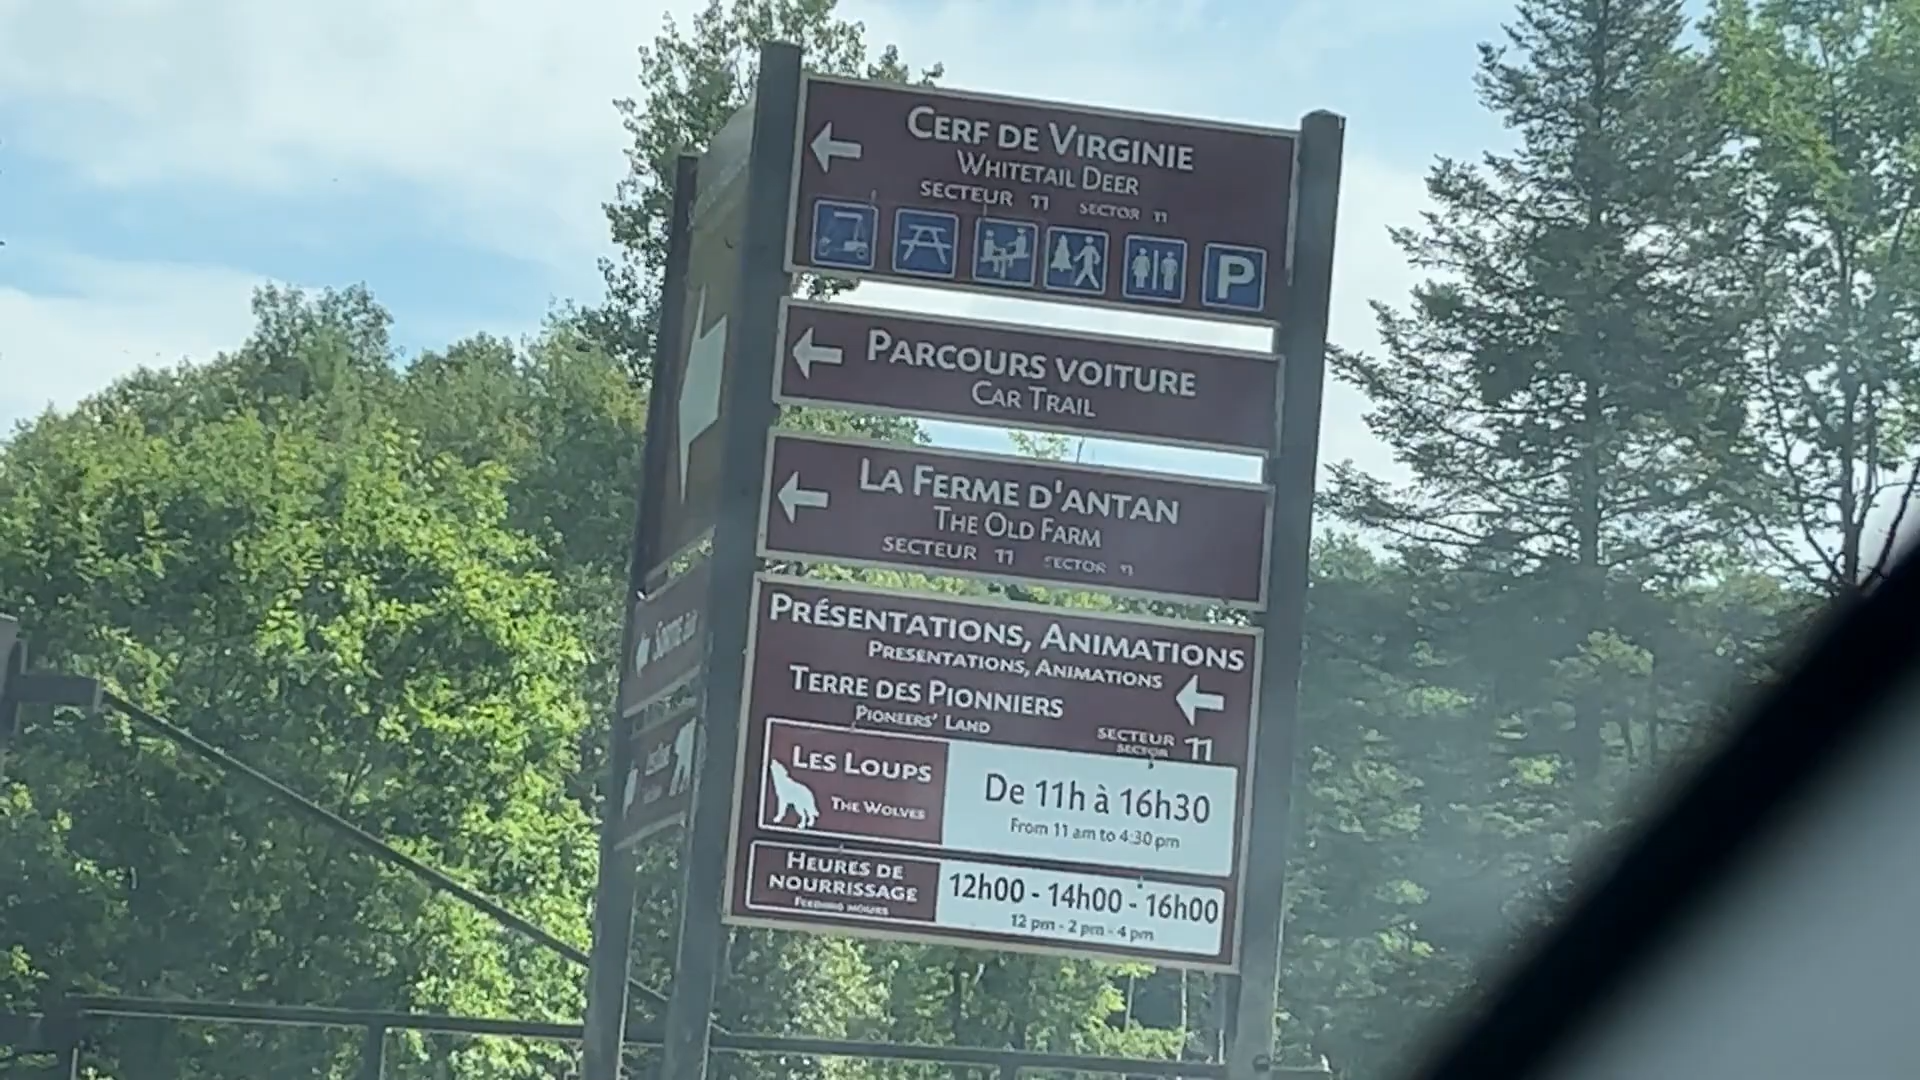 CERF DE VIRGINIE
WHITETAIL DEER
SECTEUR 11 SECTOR 11
P
PARCOURS VOITURE
CAR TRAIL
LA FERME D'ANTAN
THE OLD FARM
SECTEUR 11 SECTOR 11
PRÉSENTATIONS, ANIMATIONS
PRESENTATIONS, ANIMATIONS
TERRE DES PIONNIERS
PIONEERS' LAND
SECTEUR 11
SECTOR
LES LOUPS
THE WOLVES
De 11h à 16h30
From 11 am to 4:30 pm
HEURES DE
NOURRISSAGE
FEEDING HOURS
12h00 - 14h00 - 16h00
12 pm - 2 pm - 4 pm